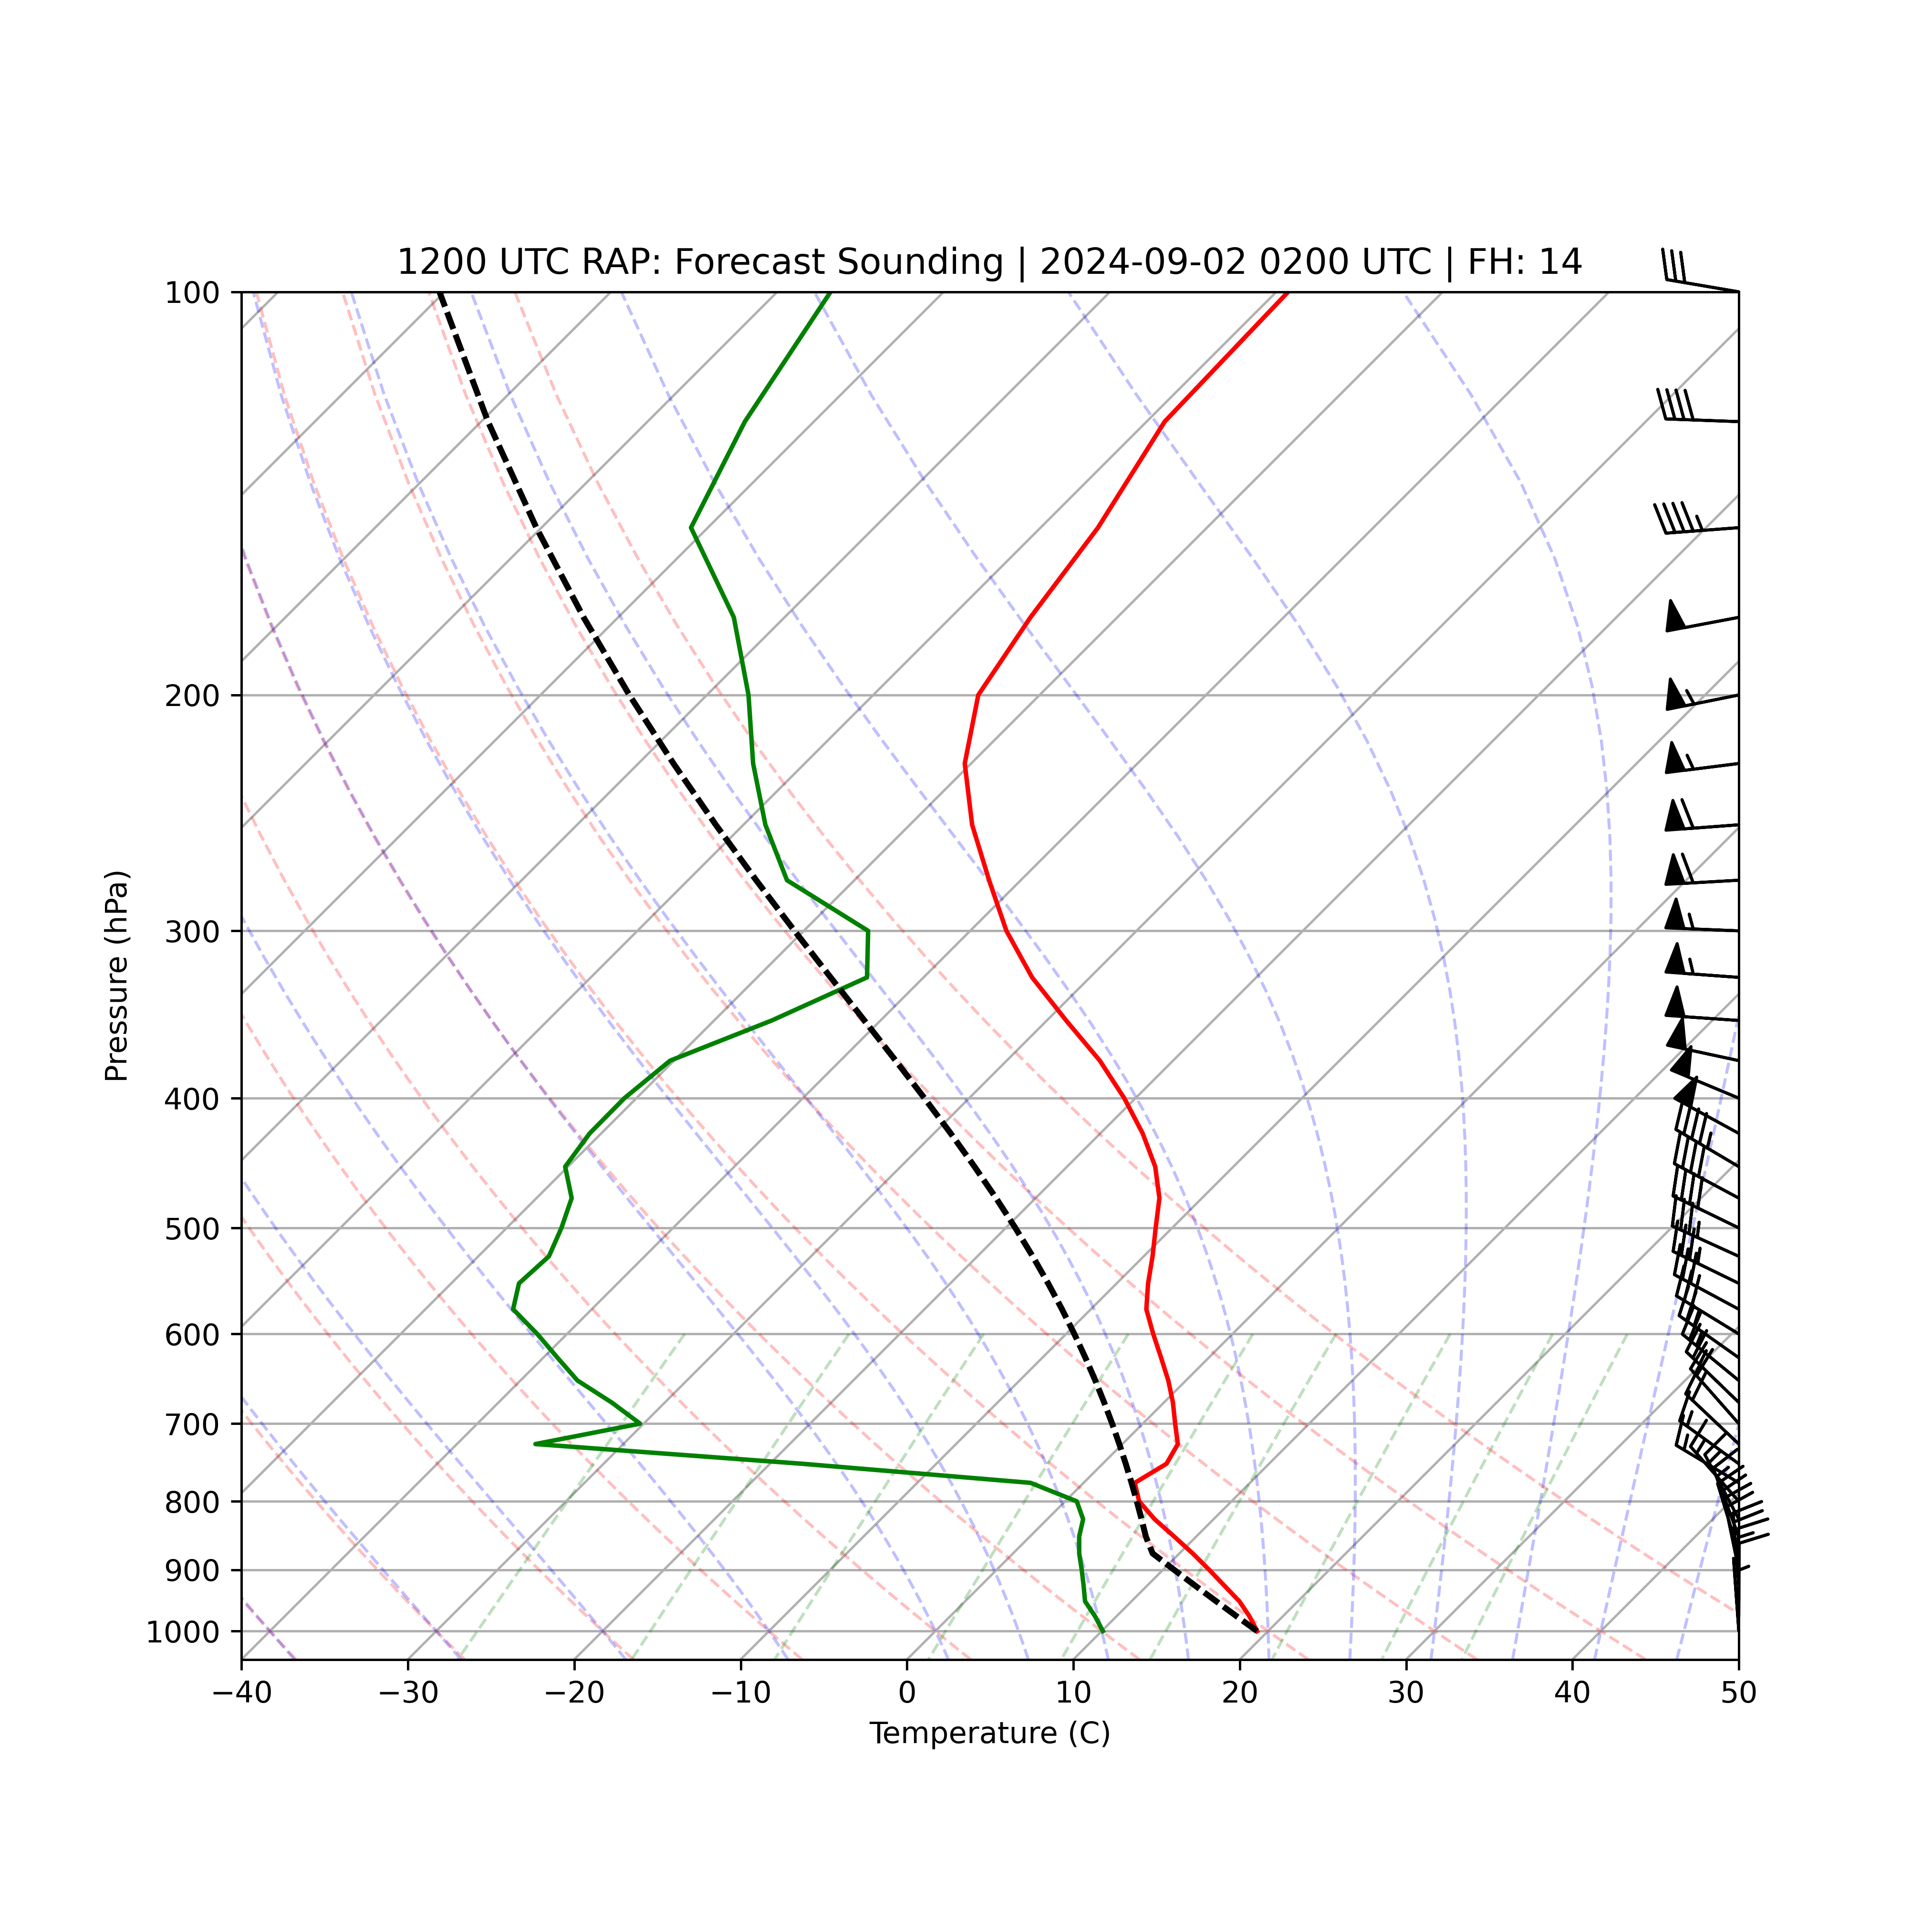 1200 UTC RAP: Forecast Sounding | 2024-09-02 0200 UTC | FH: 14
100
200
300
400
500
600
700
800
900
1000
Pressure (hPa)
−40 −30 −20 −10 0 10 20 30 40 50
Temperature (C)